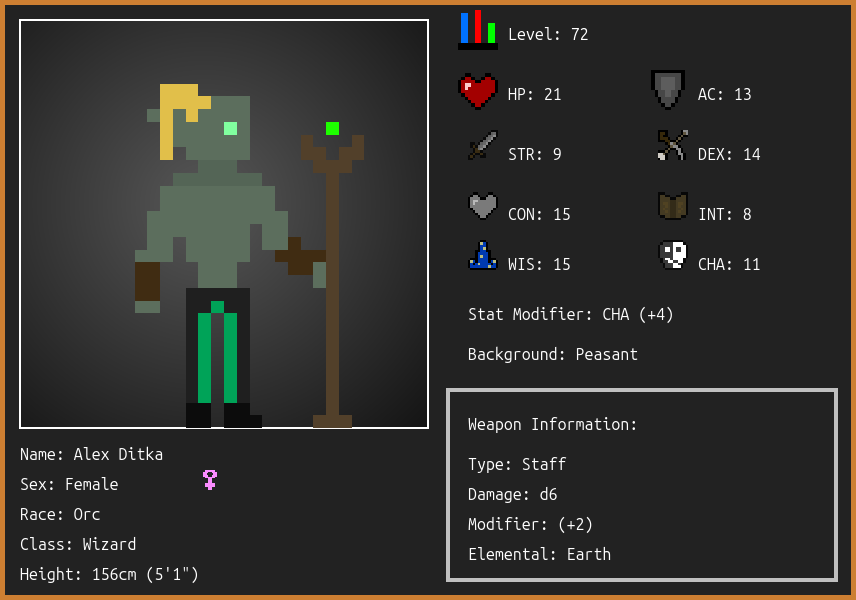 Level: 72
HP: 21
AC: 13
STR: 9
DEX: 14
CON: 15
INT: 8
WIS: 15
CHA: 11
Stat Modifier: CHA (+4)
Background: Peasant
Weapon Information:
Type: Staff
Damage: d6
Modifier: (+2)
Elemental: Earth
Name: Alex Ditka
Sex: Female
Race: Orc
Class: Wizard
Height: 156cm (5'1")